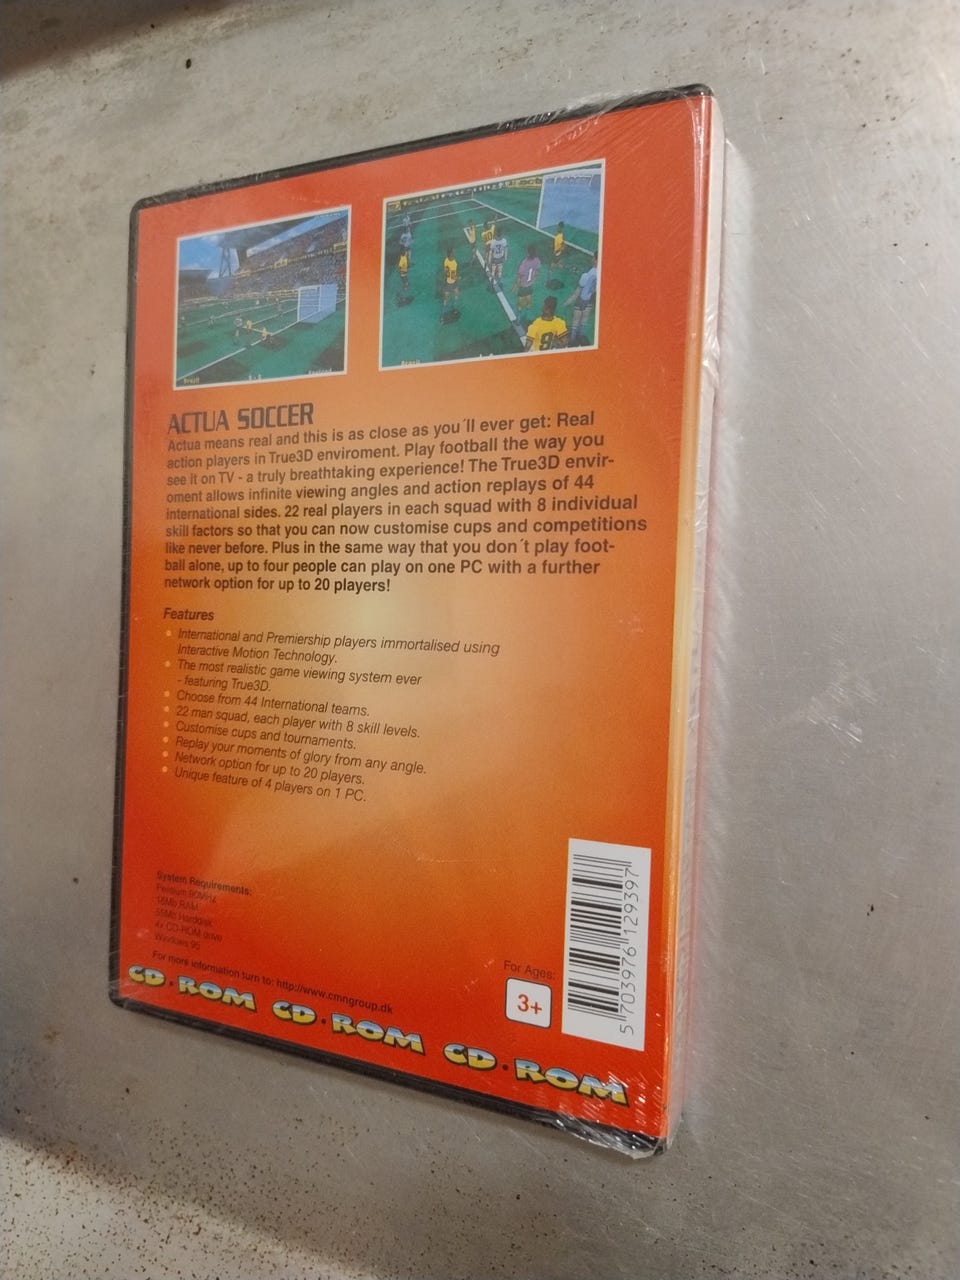 ACTUA SOCCER
Actua means real and this is as close as you´ll ever get: Real
action players in True3D enviroment. Play football the way you
see it on TV - a truly breathtaking experience! The True3D envir-
oment allows infinite viewing angles and action replays of 44
international sides. 22 real players in each squad with 8 individual
skill factors so that you can now customise cups and competitions
like never before. Plus in the same way that you don´t play foot-
ball alone, up to four people can play on one PC with a further
network option for up to 20 players!
Features
• International and Premiership players immortalised using
Interactive Motion Technology.
• The most realistic game viewing system ever
- featuring True3D.
• Choose from 44 International teams.
• 22 man squad, each player with 8 skill levels.
• Customise cups and tournaments.
• Replay your moments of glory from any angle.
• Network option for up to 20 players.
• Unique feature of 4 players on 1 PC.
System Requirements:
Pentium 90MHz
16Mb RAM
55Mb Harddisk
4x CD-ROM drive
Windows 95
For more information turn to: http://www.cmngroup.dk
CD·ROM CD·ROM CD·ROM
For Ages:
3+
5 703976 129397